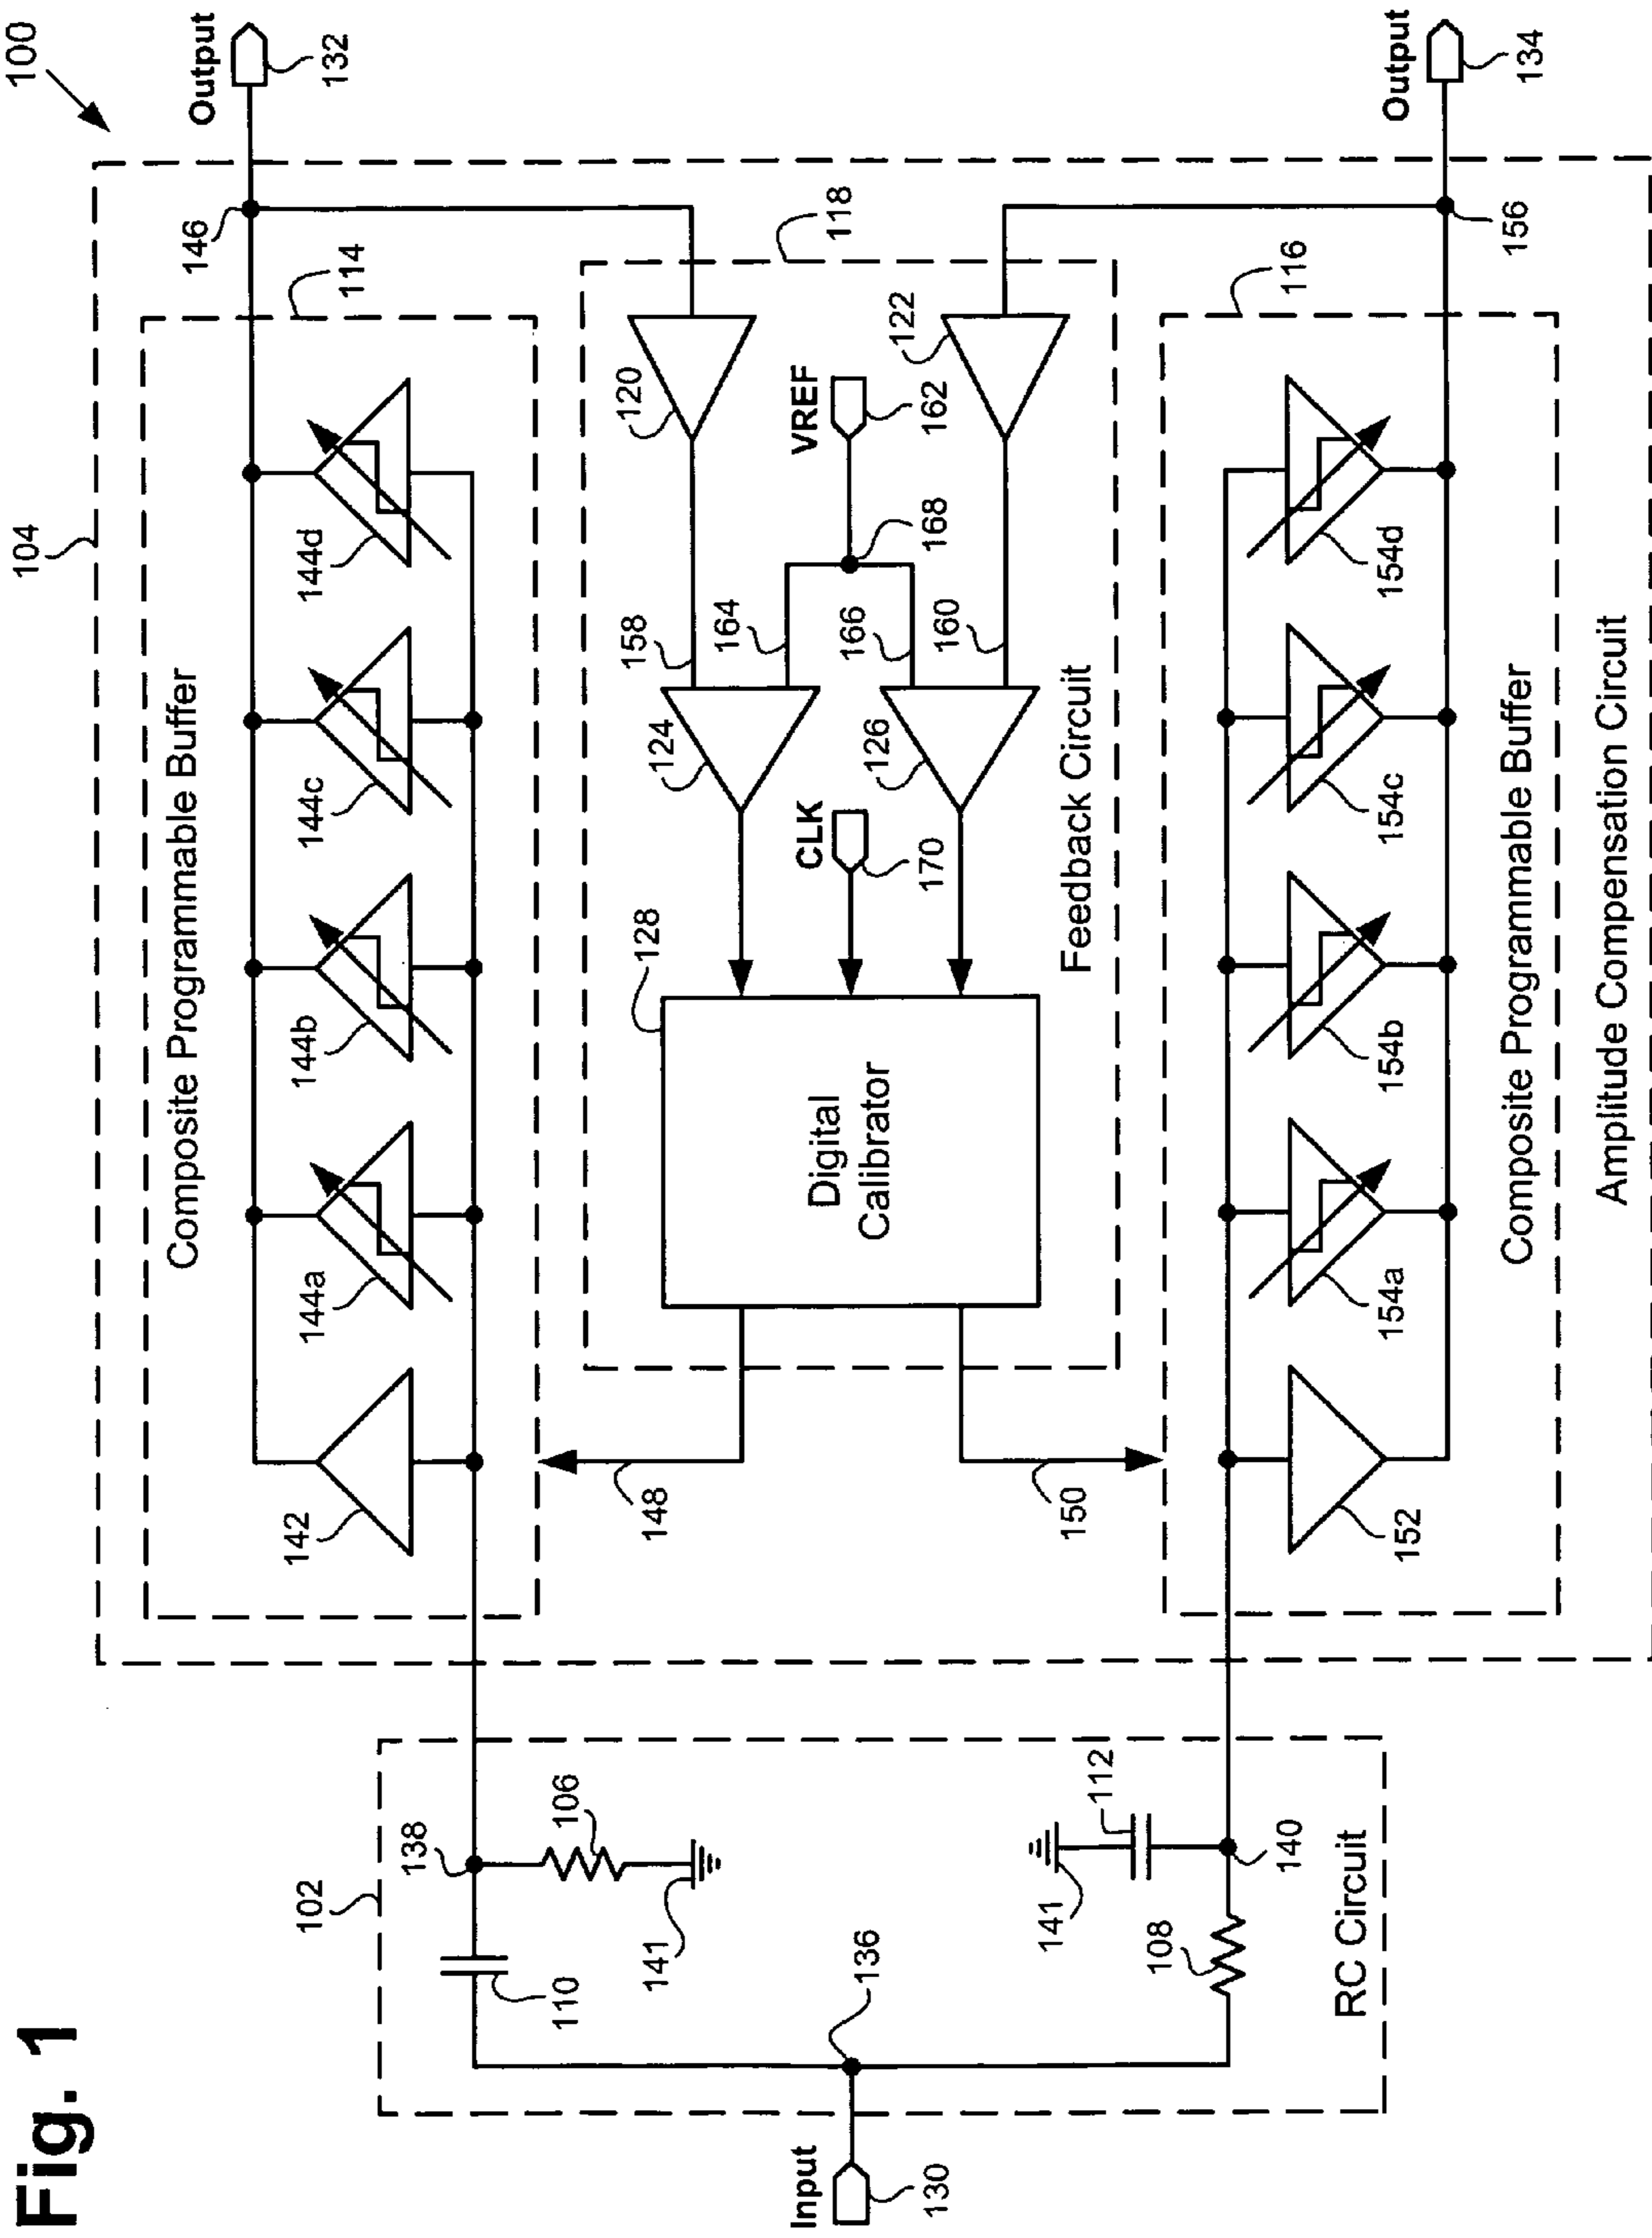 Fig. 1
100
104
Output
132
146
114
Composite Programmable Buffer
142
144a
144b
144c
144d
102
138
106
141
110
136
Input
130
141
112
108
140
RC Circuit
148
150
128
Digital
Calibrator
CLK
170
124
126
158
164
166
160
168
VREF
162
120
122
118
Feedback Circuit
116
152
154a
154b
154c
154d
Composite Programmable Buffer
Amplitude Compensation Circuit
156
Output
134